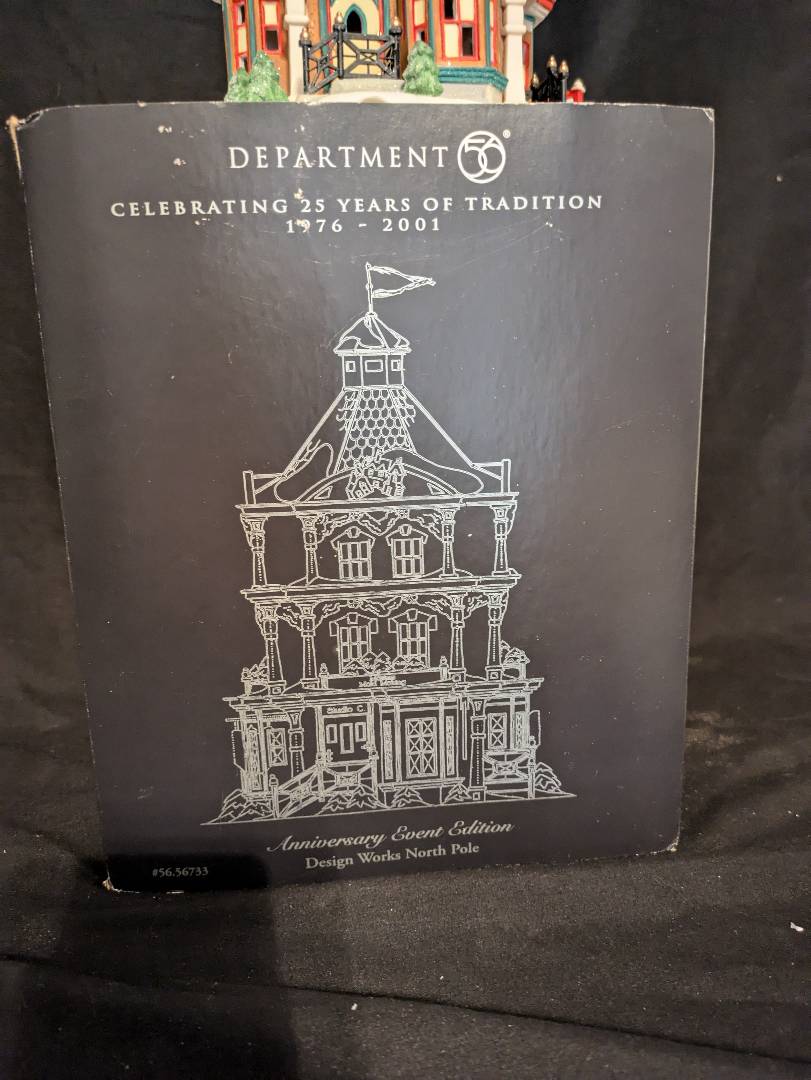 DEPARTMENT 56®
CELEBRATING 25 YEARS OF TRADITION
1976 - 2001
Studio C
Anniversary Event Edition
Design Works North Pole
#56.56733